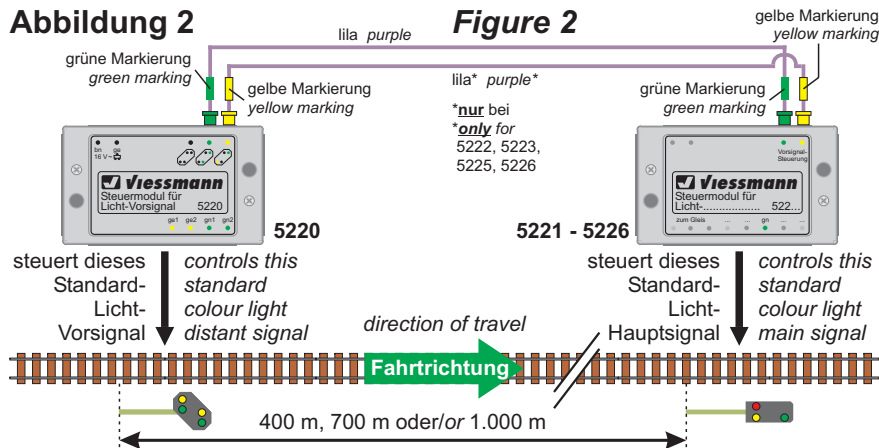 Abbildung 2
Figure 2
lila purple
gelbe Markierung
yellow marking
grüne Markierung
green marking
gelbe Markierung
yellow marking
lila* purple*
*nur bei
*only for
5222, 5223,
5225, 5226
grüne Markierung
green marking
bn ge
16 V~
viessmann
Steuermodul für
Licht-Vorsignal 5220
ge1 ge2 gn1 gn2
5220
Vorsignal-
Steuerung
viessmann
Steuermodul für
Licht-.................. 522...
zum Gleis ... ... gn ... ...
5221 - 5226
steuert dieses
Standard-
Licht-
Vorsignal
controls this
standard
colour light
distant signal
steuert dieses
Standard-
Licht-
Hauptsignal
controls this
standard
colour light
main signal
direction of travel
Fahrtrichtung
400 m, 700 m oder/or 1.000 m